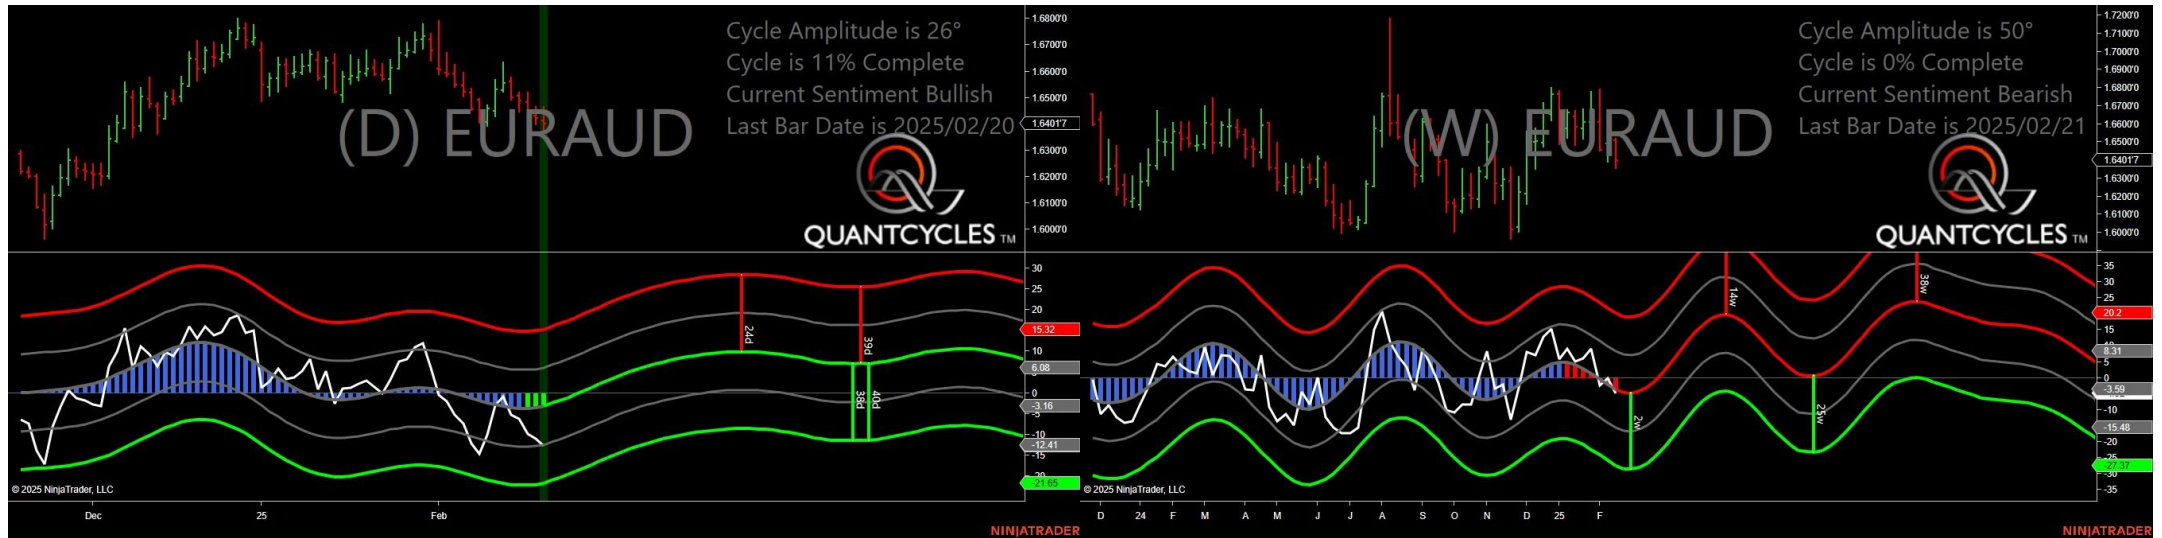 Cycle Amplitude is 26°
Cycle is 11% Complete
Current Sentiment Bullish
Last Bar Date is 2025/02/20
(D) EURAUD
QUANTCYCLES TM
1.6800'0
1.6700'0
1.6600'0
1.6500'0
1.6401'7
1.6300'0
1.6200'0
1.6100'0
1.6000'0
24d
39d
38d
40d
30
25
20
15.32
10
6.08
0
-3.16
-5
-10
-12.41
-15
-20
-21.65
© 2025 NinjaTrader, LLC
Dec
25
Feb
NINJATRADER
Cycle Amplitude is 50°
Cycle is 0% Complete
Current Sentiment Bearish
Last Bar Date is 2025/02/21
(W) EURAUD
QUANTCYCLES TM
1.7200'0
1.7100'0
1.7000'0
1.6900'0
1.6800'0
1.6700'0
1.6600'0
1.6500'0
1.6401'7
1.6300'0
1.6200'0
1.6100'0
1.6000'0
2w
14w
25w
38w
35
30
25
20.2
15
8.31
5
0
-3.59
-10
-15.48
-20
-25
-27.37
-30
-35
© 2025 NinjaTrader, LLC
D 24 F M A M J J A S O N D 25 F
NINJATRADER